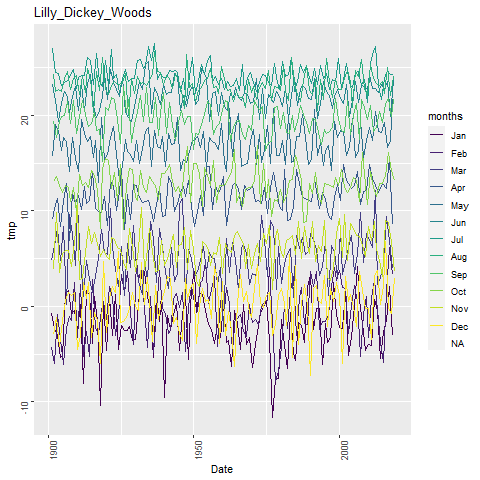 Lilly_Dickey_Woods
tmp
20
10
0
-10
1900
1950
2000
Date
months
Jan
Feb
Mar
Apr
May
Jun
Jul
Aug
Sep
Oct
Nov
Dec
NA